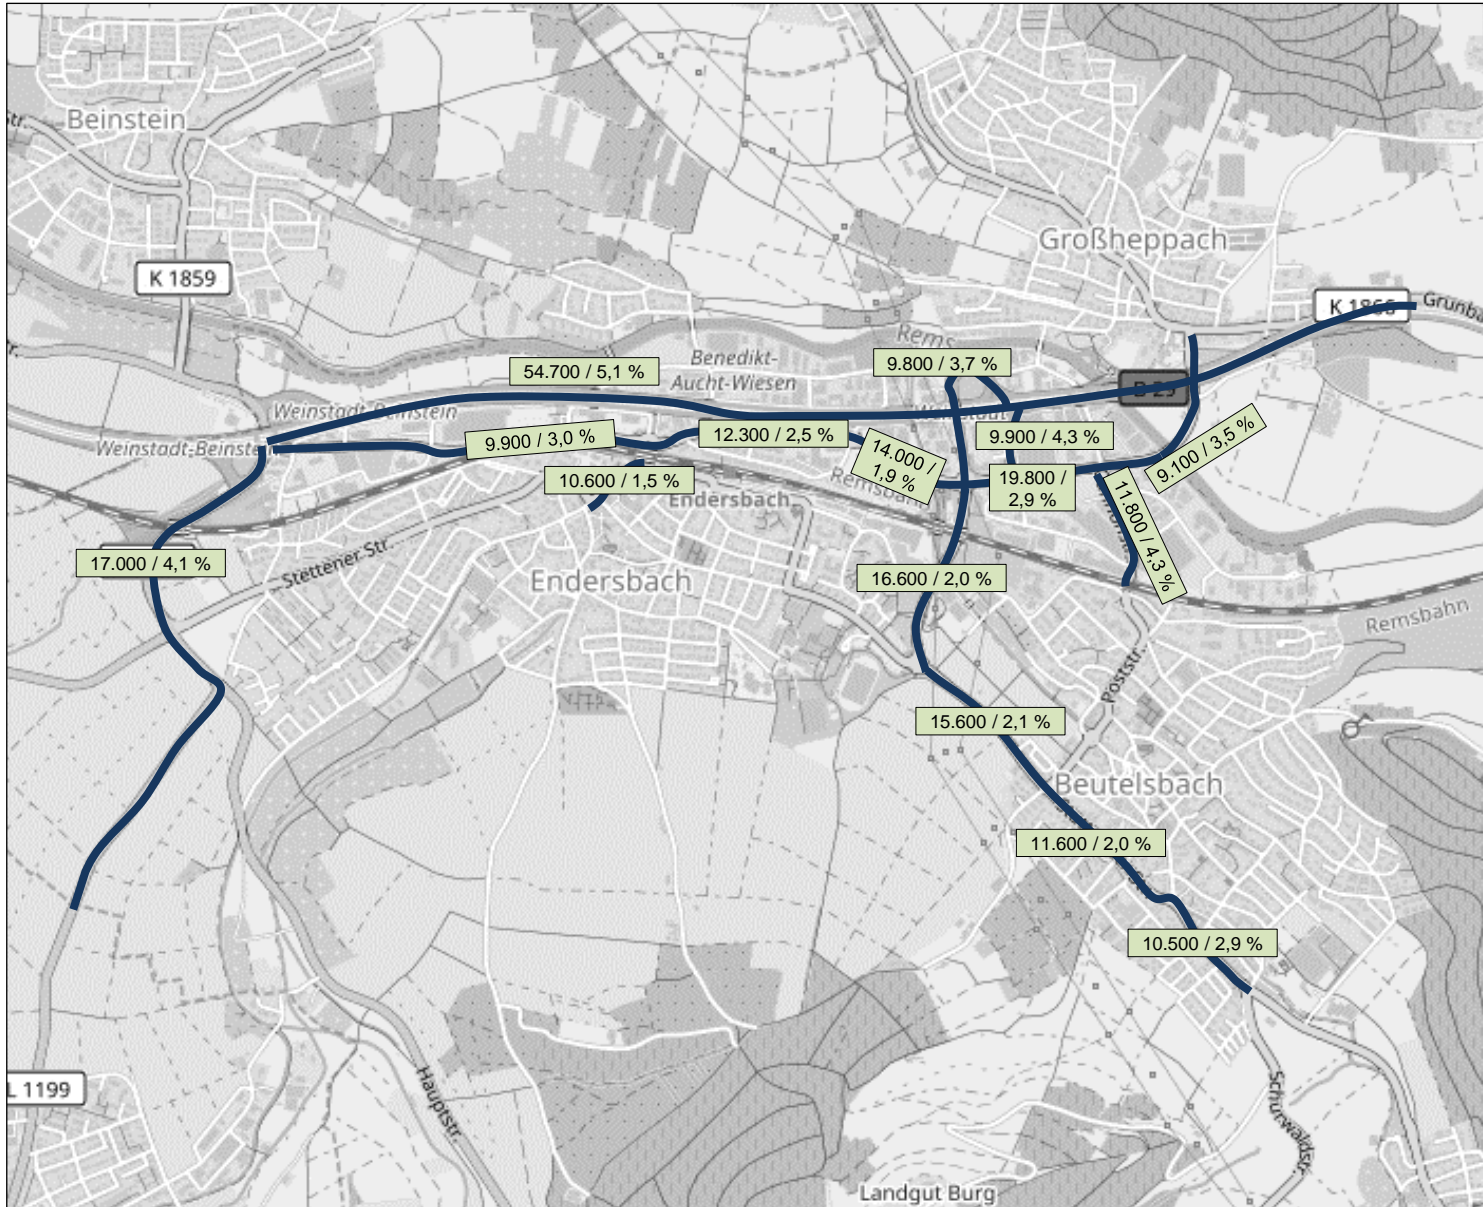 Beinstein
str.
K 1859
Großheppach
Rems
K 1866
Benedikt-
Aucht-Wiesen
54.700 / 5,1 %
9.800 / 3,7 %
B 29
Weinstadt-Beinstein
Weinstadt-
Weinstadt-Beinstein
9.900 / 3,0 %
12.300 / 2,5 %
9.900 / 4,3 %
14.000 /
1,9 %
9.100 / 3,5 %
10.600 / 1,5 %
19.800 /
2,9 %
Endersbach
11.800 / 4,3 %
17.000 / 4,1 %
Stettener Str.
Endersbach
16.600 / 2,0 %
Remsbahn
Poststr.
15.600 / 2,1 %
Beutelsbach
11.600 / 2,0 %
10.500 / 2,9 %
L 1199
Hauptstr.
Schurwaldstr.
Landgut Burg